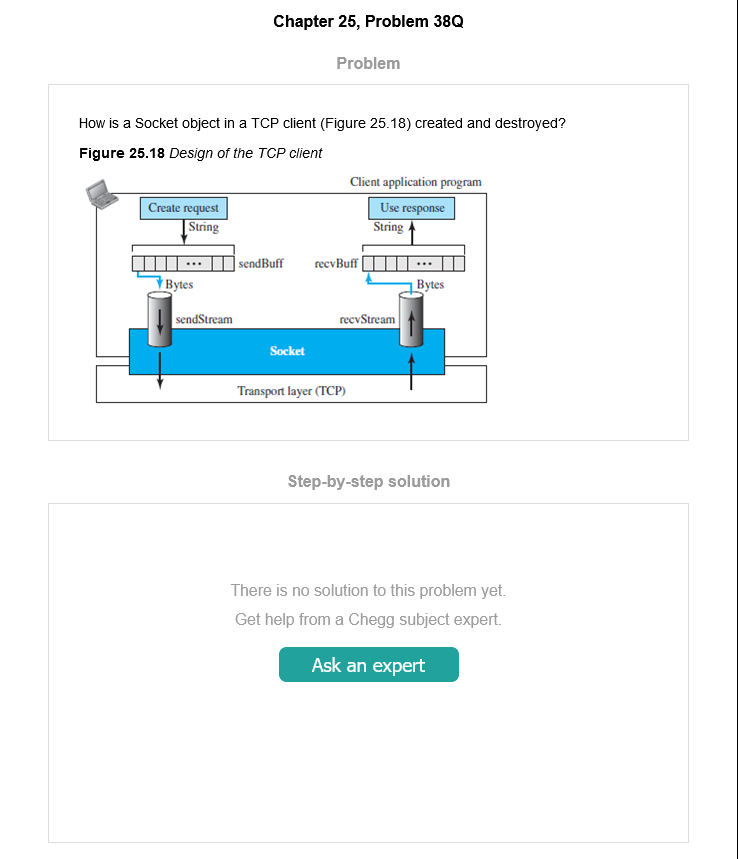 Chapter 25, Problem 38Q
Problem
How is a Socket object in a TCP client (Figure 25.18) created and destroyed?
Figure 25.18 Design of the TCP client
Client application program
Create request
Use response
String
String
sendBuff
recvBuff
Bytes
Bytes
sendStream
recvStream
Socket
Transport layer (TCP)
Step-by-step solution
There is no solution to this problem yet.
Get help from a Chegg subject expert.
Ask an expert